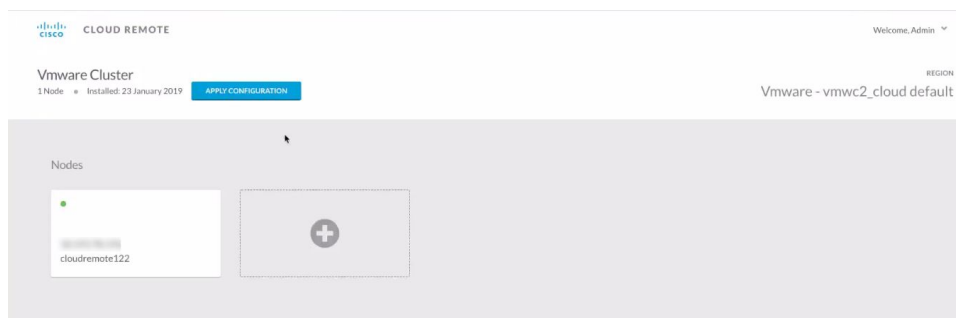 CISCO CLOUD REMOTE
Welcome, Admin
Vmware Cluster
1 Node Installed: 23 January 2019 APPLY CONFIGURATION
REGION
Vmware - vmwc2_cloud default
Nodes
cloudremote122